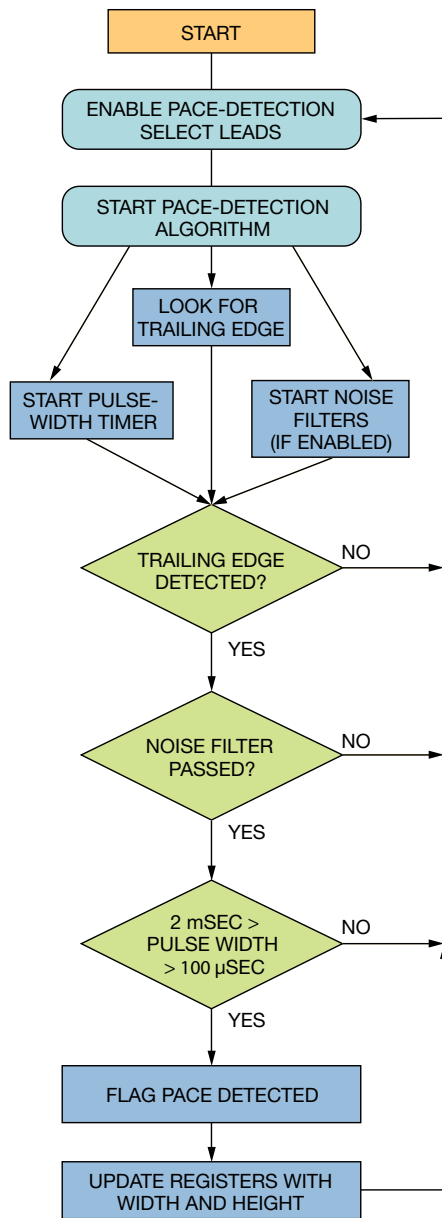 START
ENABLE PACE-DETECTION
SELECT LEADS
START PACE-DETECTION
ALGORITHM
LOOK FOR
TRAILING EDGE
START PULSE-
WIDTH TIMER
START NOISE
FILTERS
(IF ENABLED)
TRAILING EDGE
DETECTED?
NO
YES
NOISE FILTER
PASSED?
NO
YES
2 mSEC >
PULSE WIDTH
> 100 µSEC
NO
YES
FLAG PACE DETECTED
UPDATE REGISTERS WITH
WIDTH AND HEIGHT